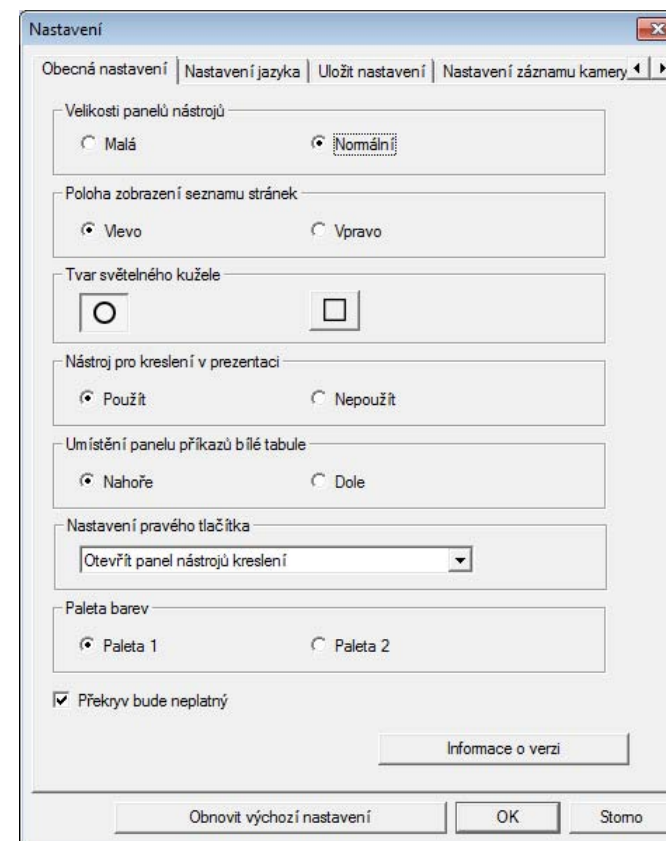 Nastavení
Obecná nastavení Nastavení jazyka Uložit nastavení Nastavení záznamu kamery
Velikosti panelů nástrojů
Malá Normální
Poloha zobrazení seznamu stránek
Vlevo Vpravo
Tvar světelného kužele
Nástroj pro kreslení v prezentaci
Použít Nepoužít
Umístění panelu příkazů bílé tabule
Nahoře Dole
Nastavení pravého tlačítka
Otevřít panel nástrojů kreslení
Paleta barev
Paleta 1 Paleta 2
Překryv bude neplatný
Informace o verzi
Obnovit výchozí nastavení OK Storno